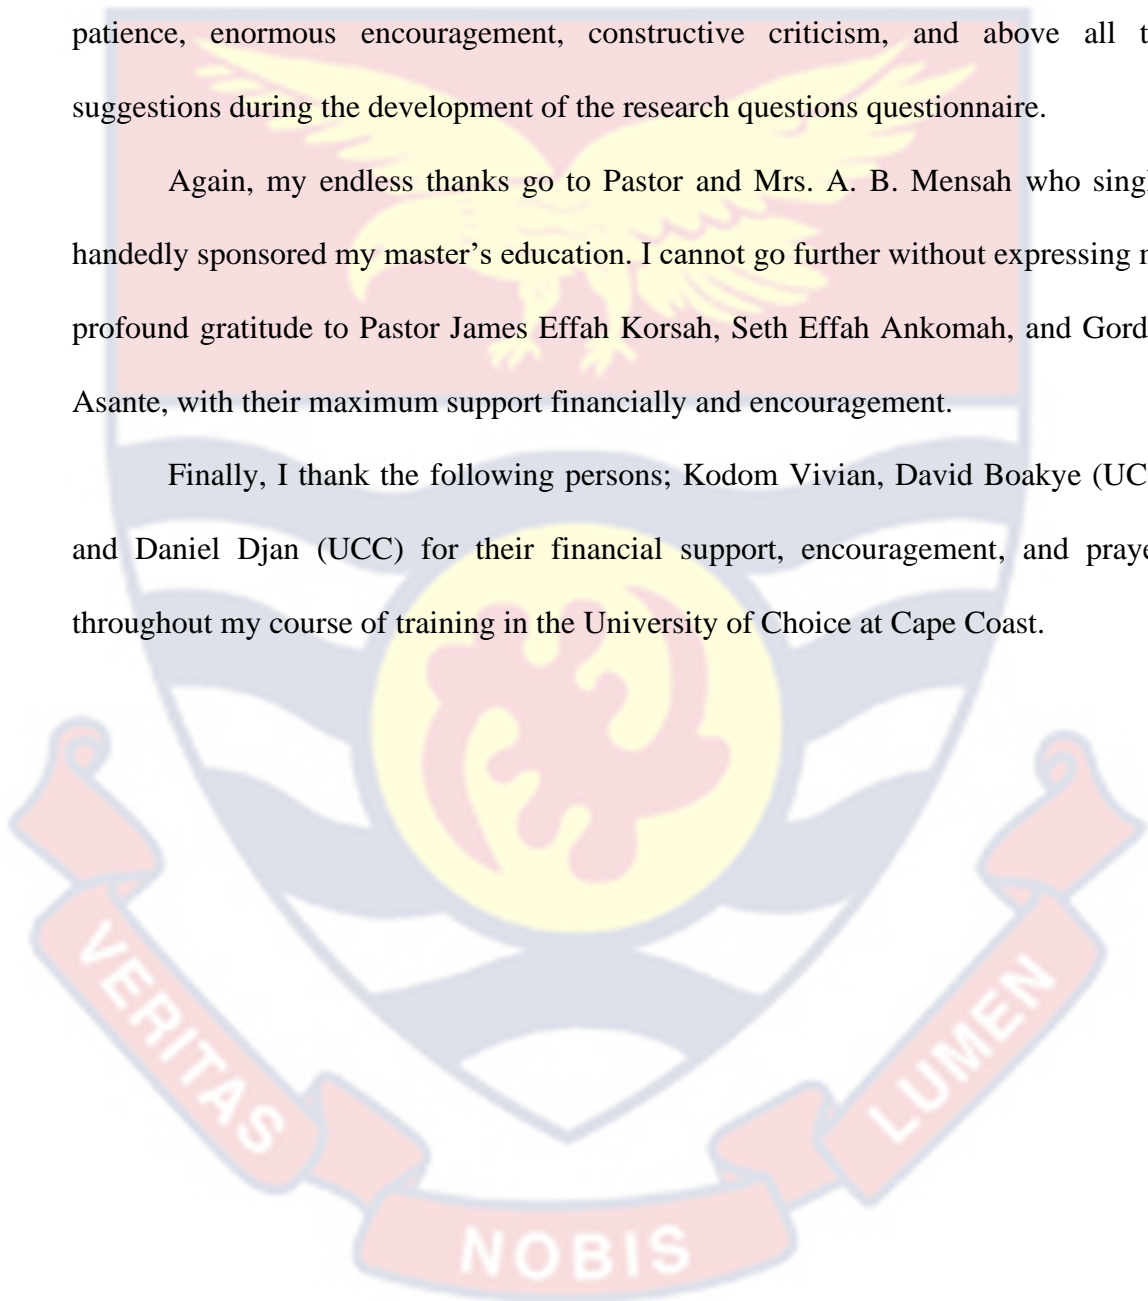 patience, enormous encouragement, constructive criticism, and above all t
suggestions during the development of the research questions questionnaire.
Again, my endless thanks go to Pastor and Mrs. A. B. Mensah who singl
handedly sponsored my master’s education. I cannot go further without expressing
profound gratitude to Pastor James Effah Korsah, Seth Effah Ankomah, and Gord
Asante, with their maximum support financially and encouragement.
Finally, I thank the following persons; Kodom Vivian, David Boakye (UC
and Daniel Djan (UCC) for their financial support, encouragement, and praye
throughout my course of training in the University of Choice at Cape Coast.
VERITAS
NOBIS
LUMEN